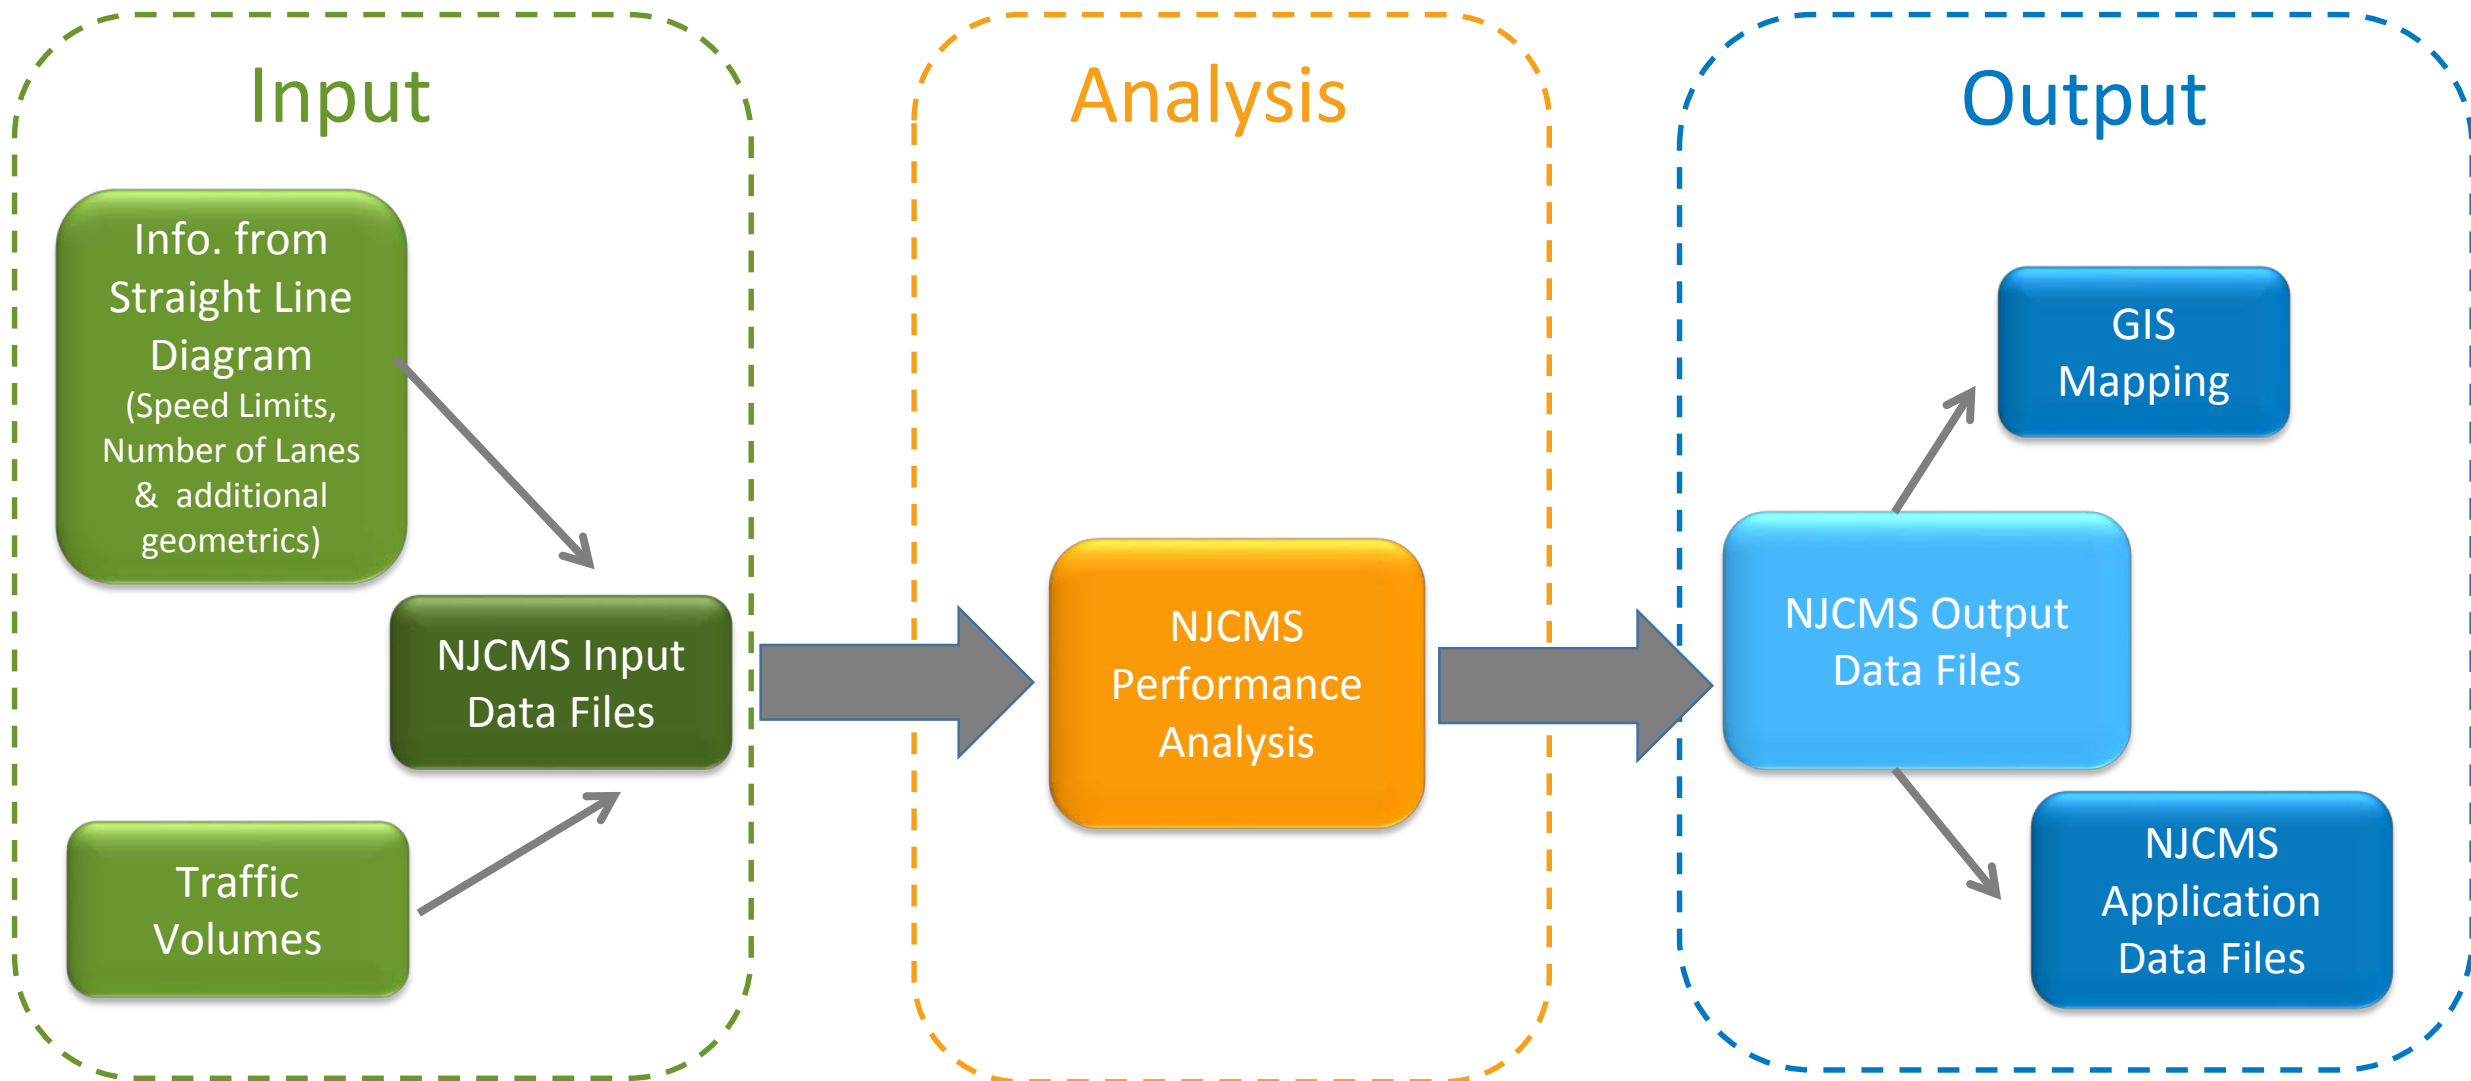 Input
Info. from
Straight Line
Diagram
(Speed Limits,
Number of Lanes
& additional
geometrics)
NJCMS Input
Data Files
Traffic
Volumes
Analysis
NJCMS
Performance
Analysis
Output
GIS
Mapping
NJCMS Output
Data Files
NJCMS
Application
Data Files